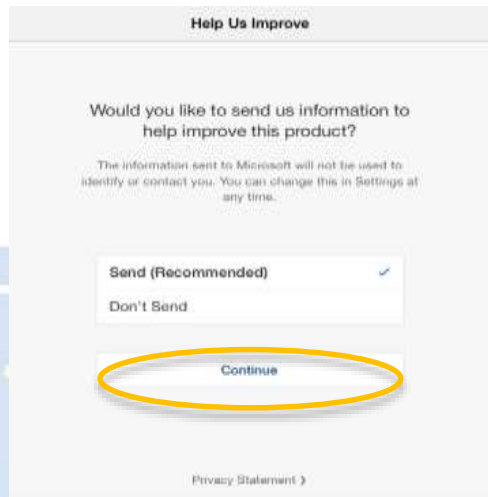 Help Us Improve
Would you like to send us information to
help improve this product?
The information sent to Microsoft will not be used to
identify or contact you. You can change this in Settings at
any time.
Send (Recommended)
Don't Send
Continue
Privacy Statement >